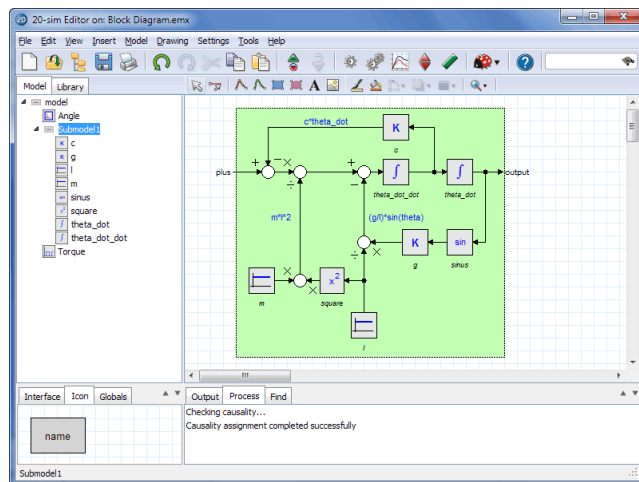 20-sim Editor on: Block Diagram.emx
File Edit View Insert Model Drawing Settings Tools Help
Model Library
model
Angle
Submodel1
K c
K g
l
m
sin sinus
x² square
∫ theta_dot
∫ theta_dot_dot
Torque
c*theta_dot
K
c
plus
output
∫
theta_dot_dot
∫
theta_dot
m*l^2
(g/l)*sin(theta)
K
g
sin
sinus
m
x²
square
l
Interface Icon Globals
Output Process Find
name
Checking causality...
Causality assignment completed successfully
Submodel1